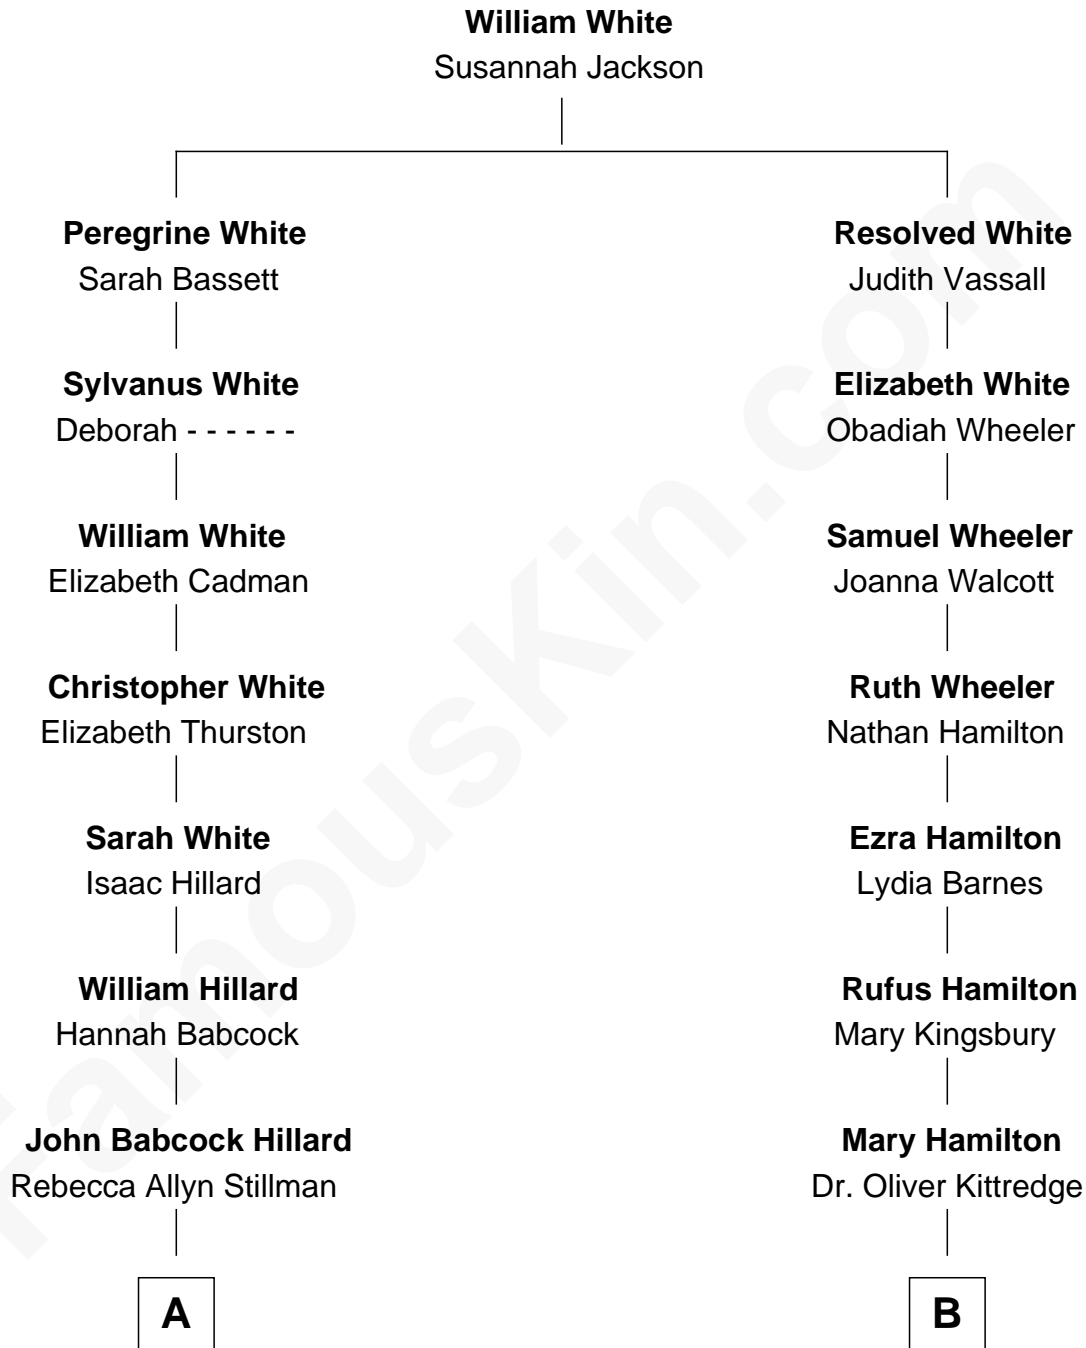 William White
Susannah Jackson
Peregrine White
Sarah Bassett
Resolved White
Judith Vassall
Sylvanus White
Deborah - - - - - -
Elizabeth White
Obadiah Wheeler
William White
Elizabeth Cadman
Samuel Wheeler
Joanna Walcott
Christopher White
Elizabeth Thurston
Ruth Wheeler
Nathan Hamilton
Sarah White
Isaac Hillard
Ezra Hamilton
Lydia Barnes
William Hillard
Hannah Babcock
Rufus Hamilton
Mary Kingsbury
John Babcock Hillard
Rebecca Allyn Stillman
Mary Hamilton
Dr. Oliver Kittredge
A
B
FamousKin.com